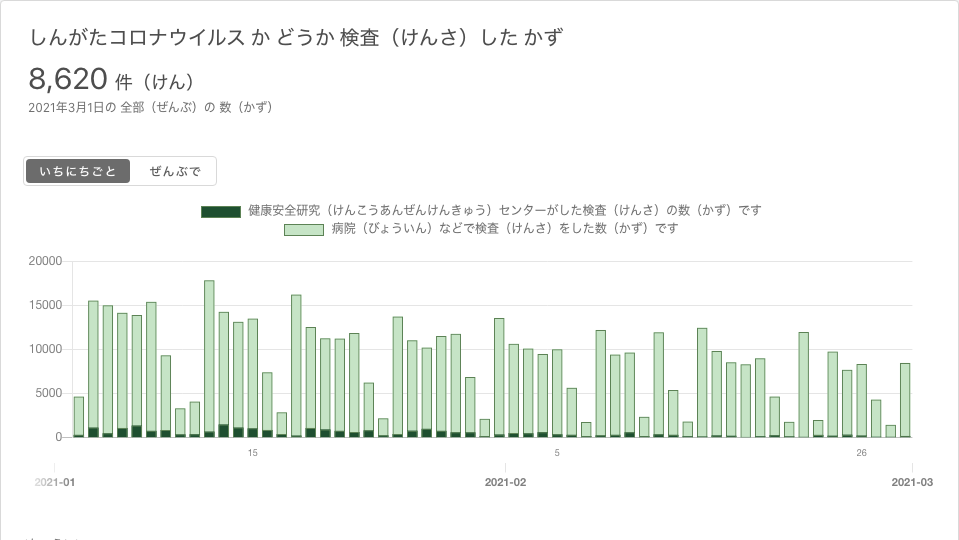 しんがたコロナウイルス か どうか 検査（けんさ）した かず
8,620 件（けん）
2021年3月1日の 全部（ぜんぶ）の 数（かず）
いちにちごと ぜんぶで
健康安全研究（けんこうあんぜんけんきゅう）センターがした検査（けんさ）の数（かず）です
病院（びょういん）などで検査（けんさ）をした数（かず）です
20000
15000
10000
5000
0
15 5 26
2021-01 2021-02 2021-03